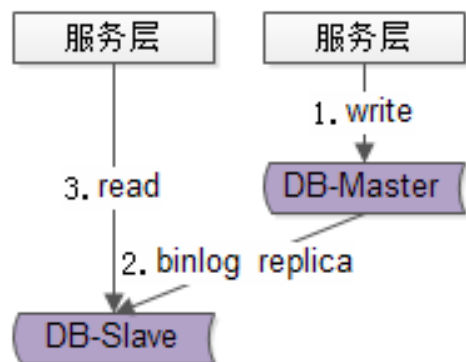 服务层
服务层
1.write
DB-Master
3.read
2.binlog replica
DB-Slave